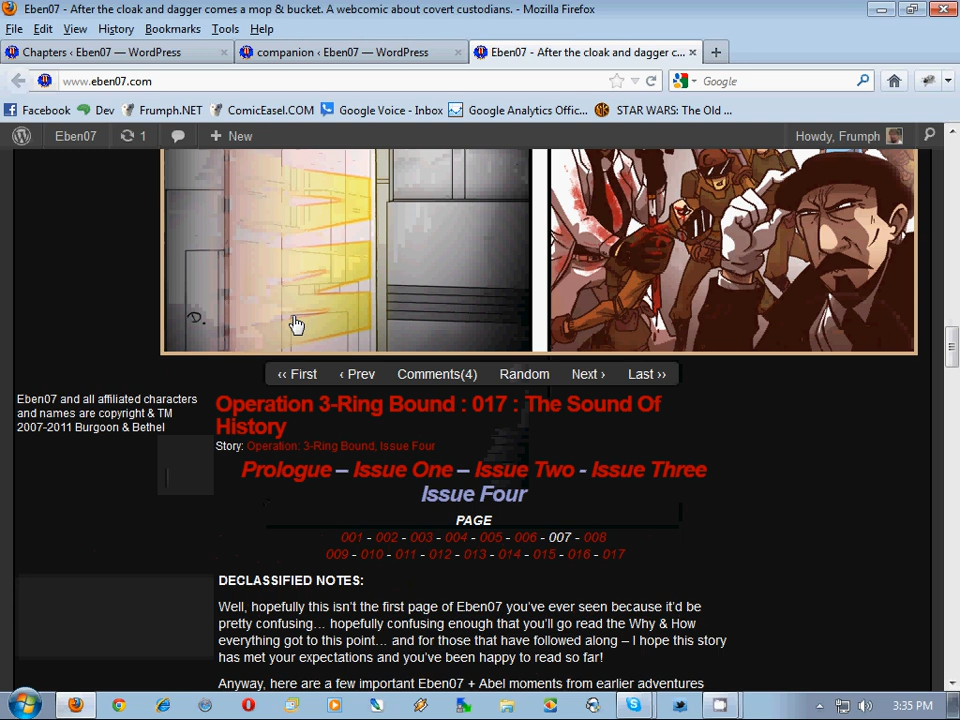 Eben07 - After the cloak and dagger comes a mop & bucket. A webcomic about covert custodians. - Mozilla Firefox
File Edit View History Bookmarks Tools Help
Chapters ‹ Eben07 — WordPress
companion ‹ Eben07 — WordPress
Eben07 - After the cloak and dagger c...
www.eben07.com
Google
Facebook Dev Frumph.NET ComicEasel.COM Google Voice - Inbox Google Analytics Offic... STAR WARS: The Old ...
Eben07 1 New Howdy, Frumph
D.
‹‹ First ‹ Prev Comments(4) Random Next › Last ››
Eben07 and all affiliated characters
and names are copyright & TM
2007-2011 Burgoon & Bethel
Operation 3-Ring Bound : 017 : The Sound Of
History
Story: Operation: 3-Ring Bound, Issue Four
Prologue – Issue One – Issue Two - Issue Three
Issue Four
PAGE
001 - 002 - 003 - 004 - 005 - 006 - 007 - 008
009 - 010 - 011 - 012 - 013 - 014 - 015 - 016 - 017
DECLASSIFIED NOTES:
Well, hopefully this isn't the first page of Eben07 you've ever seen because it'd be
pretty confusing… hopefully confusing enough that you'll go read the Why & How
everything got to this point… and for those that have followed along – I hope this story
has met your expectations and you've been happy to read so far!
Anyway, here are a few important Eben07 + Abel moments from earlier adventures
3:35 PM